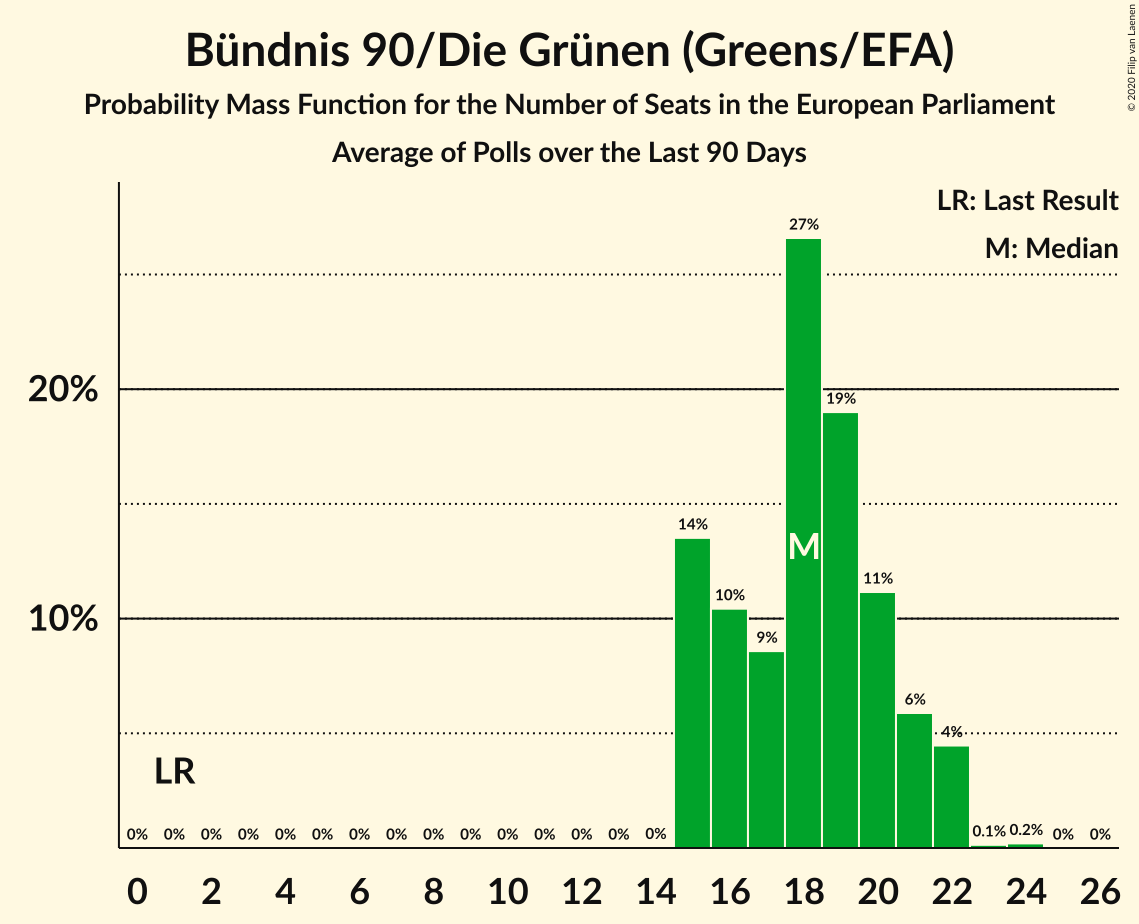 Bündnis 90/Die Grünen (Greens/EFA)
Probability Mass Function for the Number of Seats in the European Parliament
Average of Polls over the Last 90 Days
© 2020 Filip van Laenen
LR: Last Result
M: Median
27%
20%
19%
14%
M
11%
10%
10%
9%
6%
4%
LR
0% 0% 0% 0% 0% 0% 0% 0% 0% 0% 0% 0% 0% 0% 0% 0.1% 0.2% 0% 0%
0 2 4 6 8 10 12 14 16 18 20 22 24 26